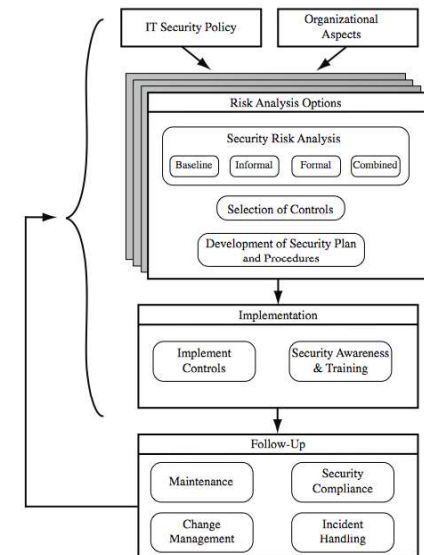 IT Security Policy
Organizational
Aspects
Risk Analysis Options
Security Risk Analysis
Baseline
Informal
Formal
Combined
Selection of Controls
Development of Security Plan
and Procedures
Implementation
Implement
Controls
Security Awareness
& Training
Follow-Up
Maintenance
Security
Compliance
Change
Management
Incident
Handling